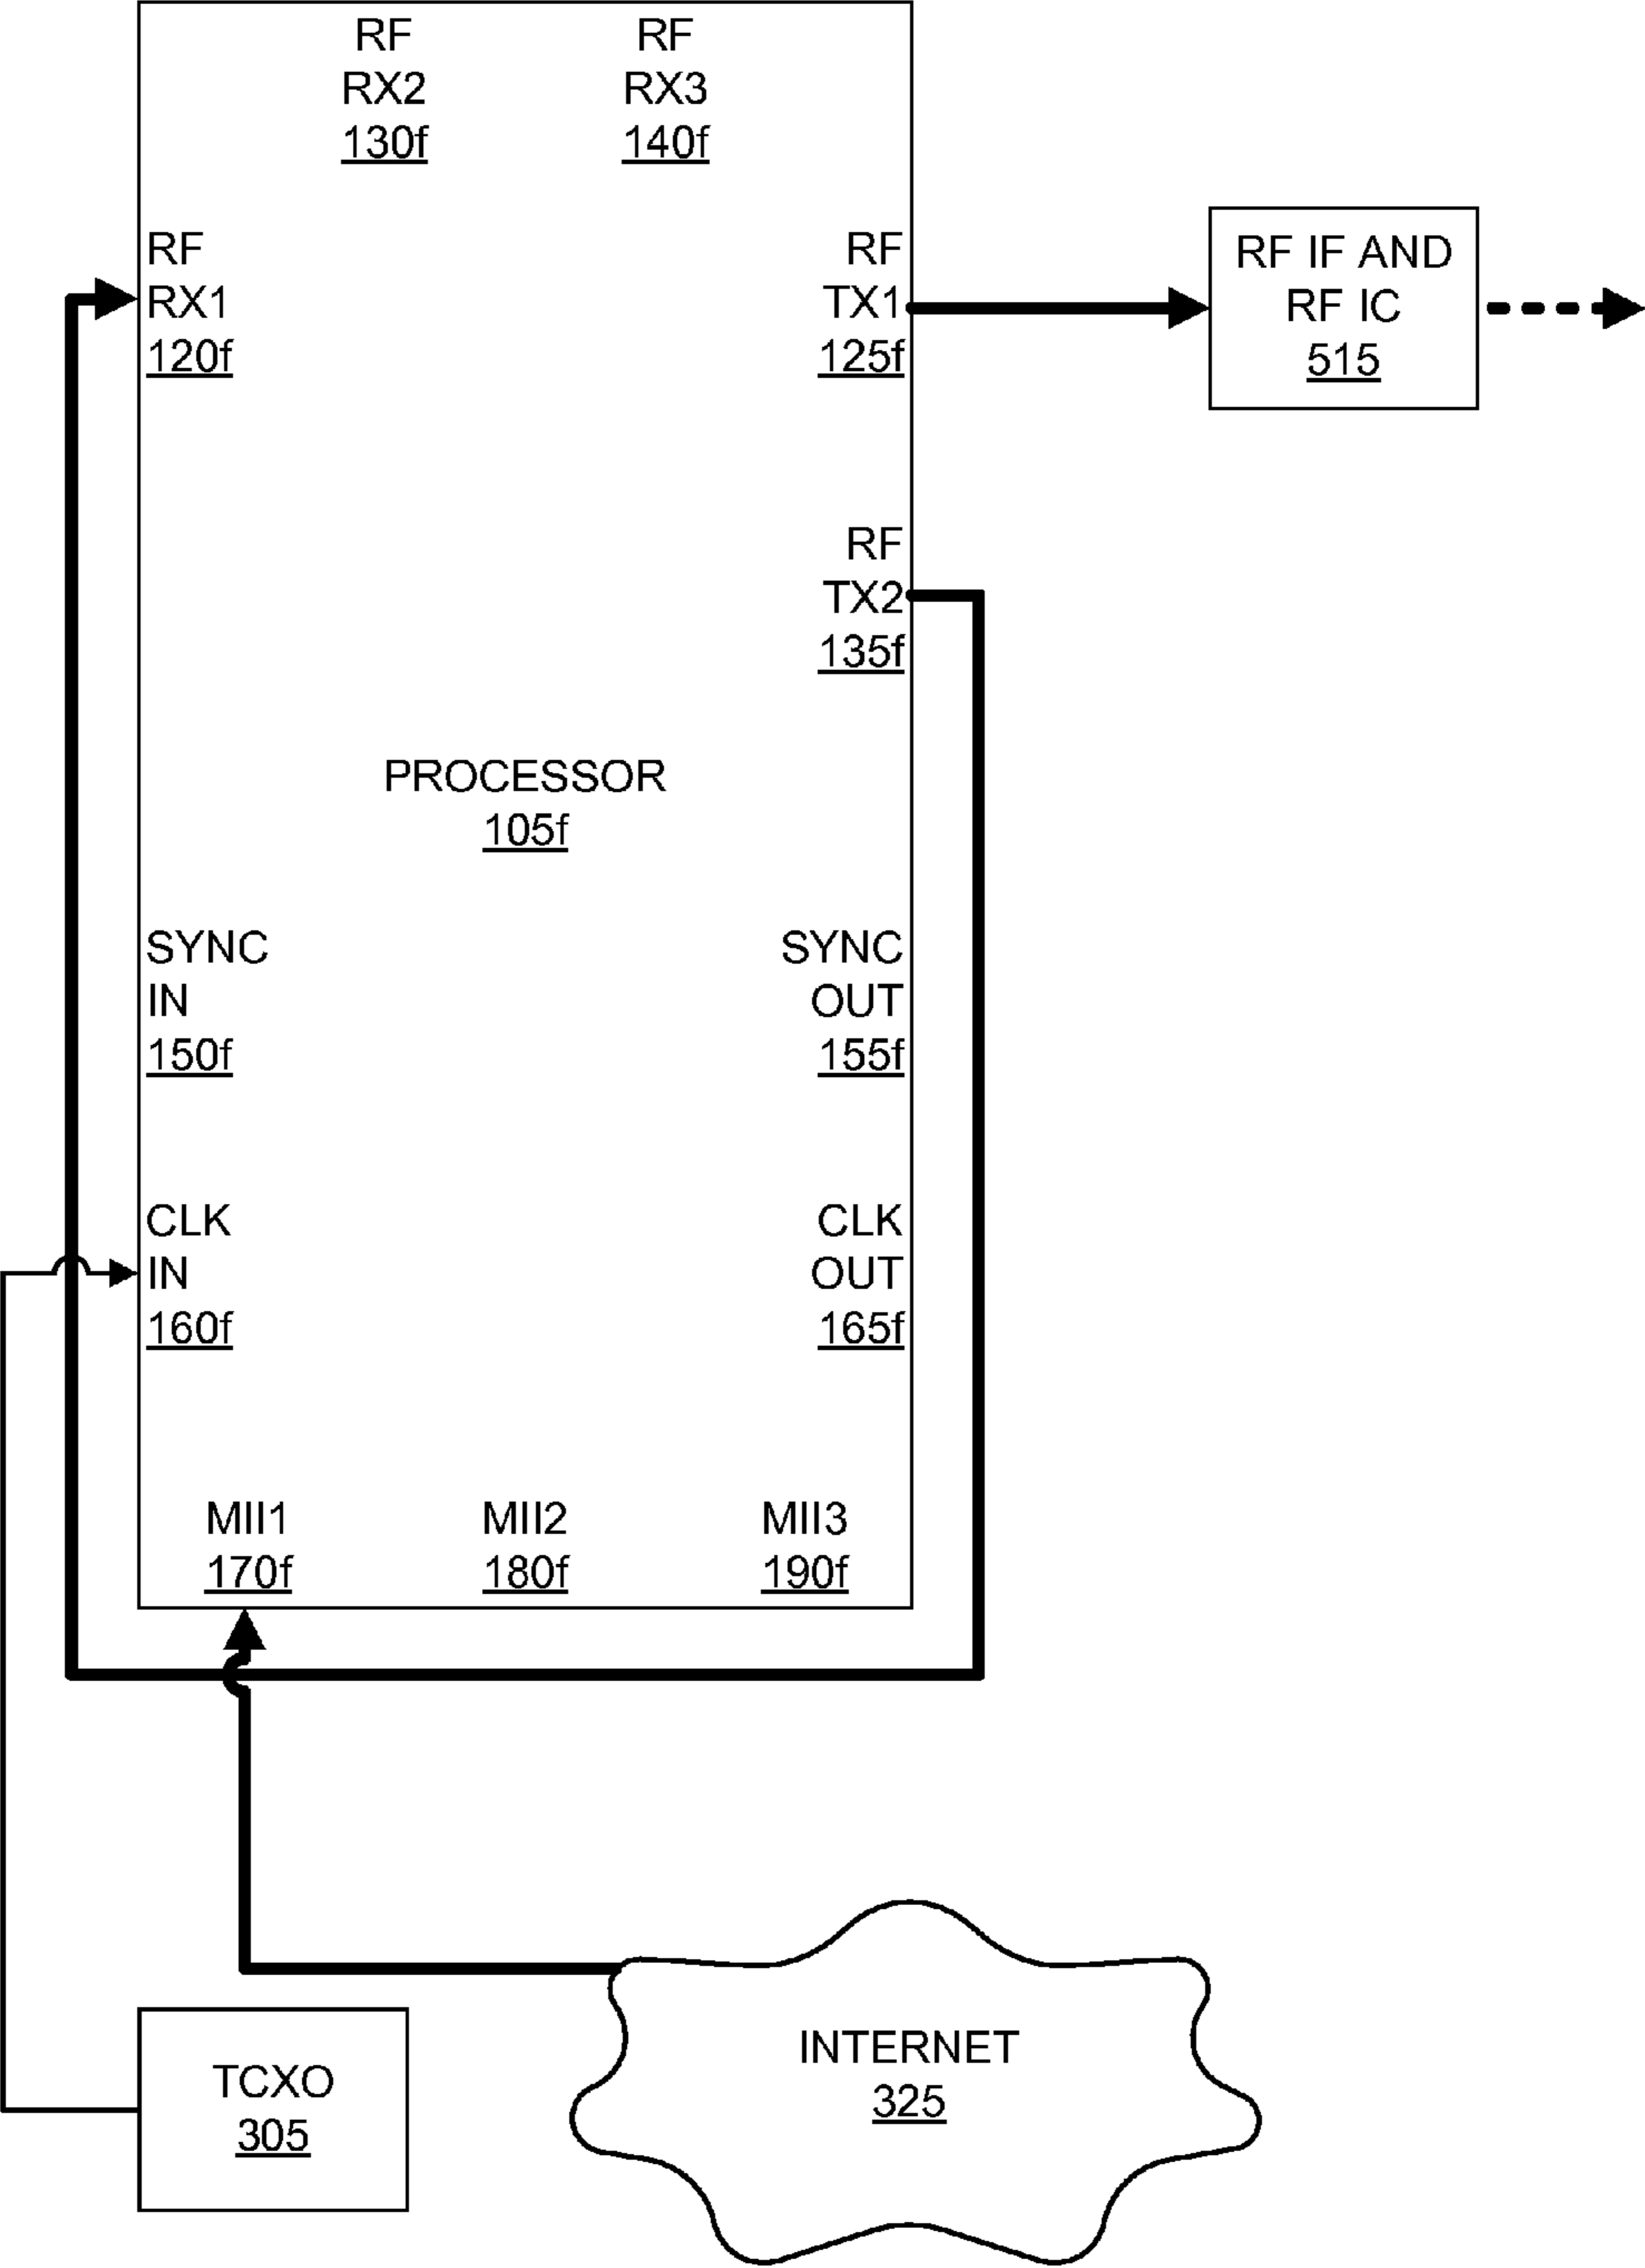 RF
RX2
130f
RF
RX3
140f
RF
RX1
120f
RF
TX1
125f
RF IF AND
RF IC
515
RF
TX2
135f
PROCESSOR
105f
SYNC
IN
150f
SYNC
OUT
155f
CLK
IN
160f
CLK
OUT
165f
MII1
170f
MII2
180f
MII3
190f
INTERNET
325
TCXO
305